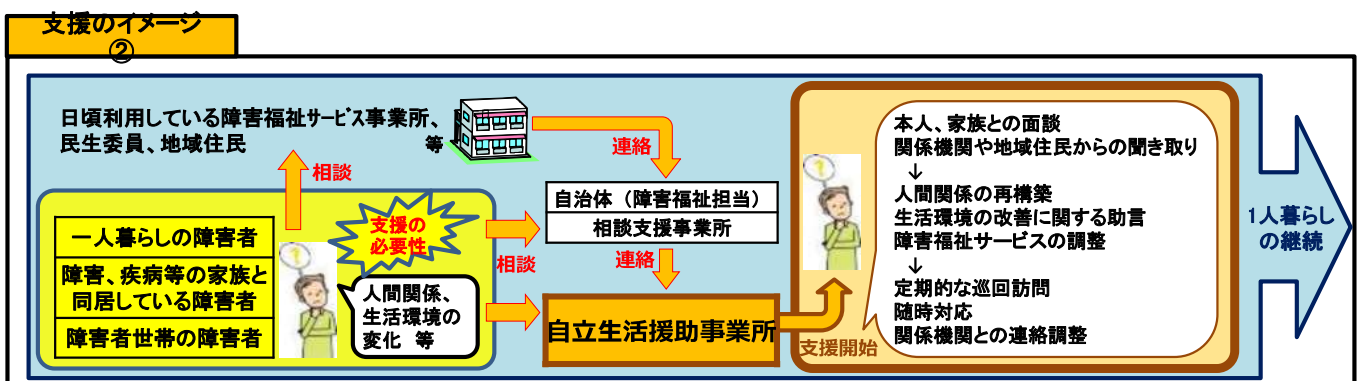 支援のイメージ
②
日頃利用している障害福祉サービス事業所、
民生委員、地域住民　等
相談
連絡
一人暮らしの障害者
障害、疾病等の家族と
同居している障害者
障害者世帯の障害者
?
支援の
必要性
人間関係、
生活環境の
変化　等
相談
自治体（障害福祉担当）
相談支援事業所
連絡
自立生活援助事業所
支援開始
?
本人、家族との面談
関係機関や地域住民からの聞き取り
↓
人間関係の再構築
生活環境の改善に関する助言
障害福祉サービスの調整
↓
定期的な巡回訪問
随時対応
関係機関との連絡調整
1人暮らし
の継続